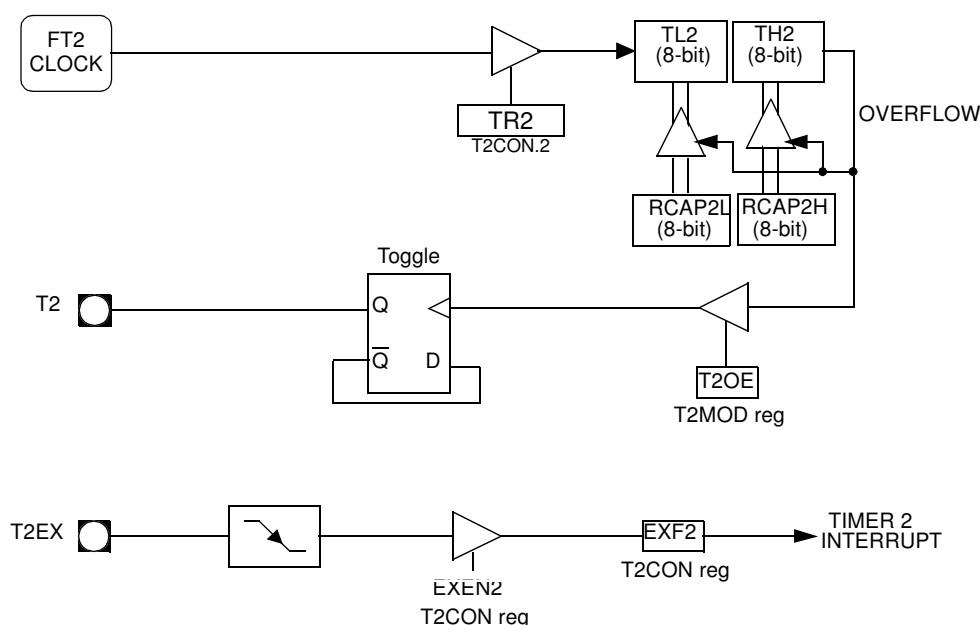 FT2
CLOCK
TR2
T2CON.2
TL2
(8-bit)
TH2
(8-bit)
OVERFLOW
RCAP2L
(8-bit)
RCAP2H
(8-bit)
Toggle
T2
Q
Q
D
T2OE
T2MOD reg
T2EX
EXEN2
T2CON reg
EXF2
T2CON reg
TIMER 2
INTERRUPT